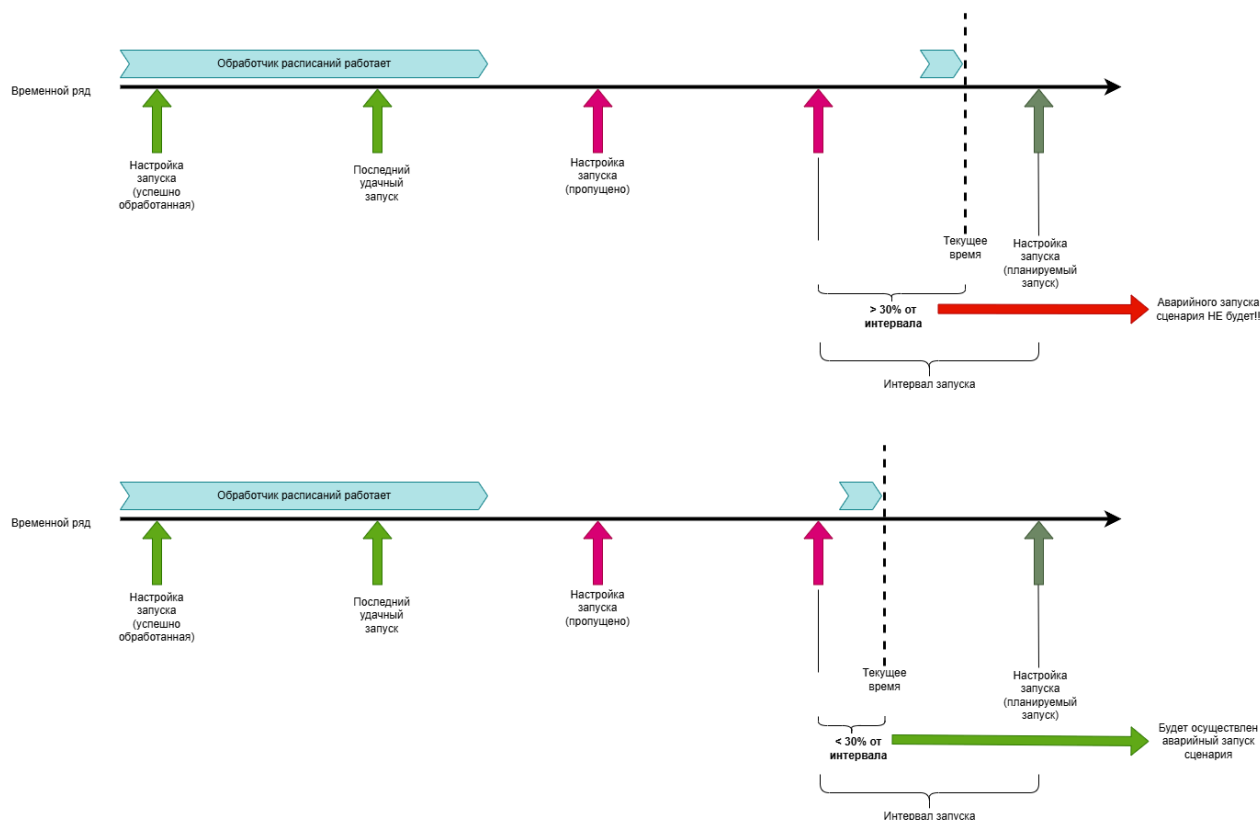 Обработчик расписаний работает
Временной ряд
Настройка
запуска
(успешно
обработанная)
Последний
удачный
запуск
Настройка
запуска
(пропущено)
Текущее
время
Настройка
запуска
(планируемый
запуск)
> 30% от
интервала
Аварийного запуска
сценария НЕ будет!!
Интервал запуска
Обработчик расписаний работает
Временной ряд
Настройка
запуска
(успешно
обработанная)
Последний
удачный
запуск
Настройка
запуска
(пропущено)
Текущее
время
Настройка
запуска
(планируемый
запуск)
< 30% от
интервала
Будет осуществлен
аварийный запуск
сценария
Интервал запуска